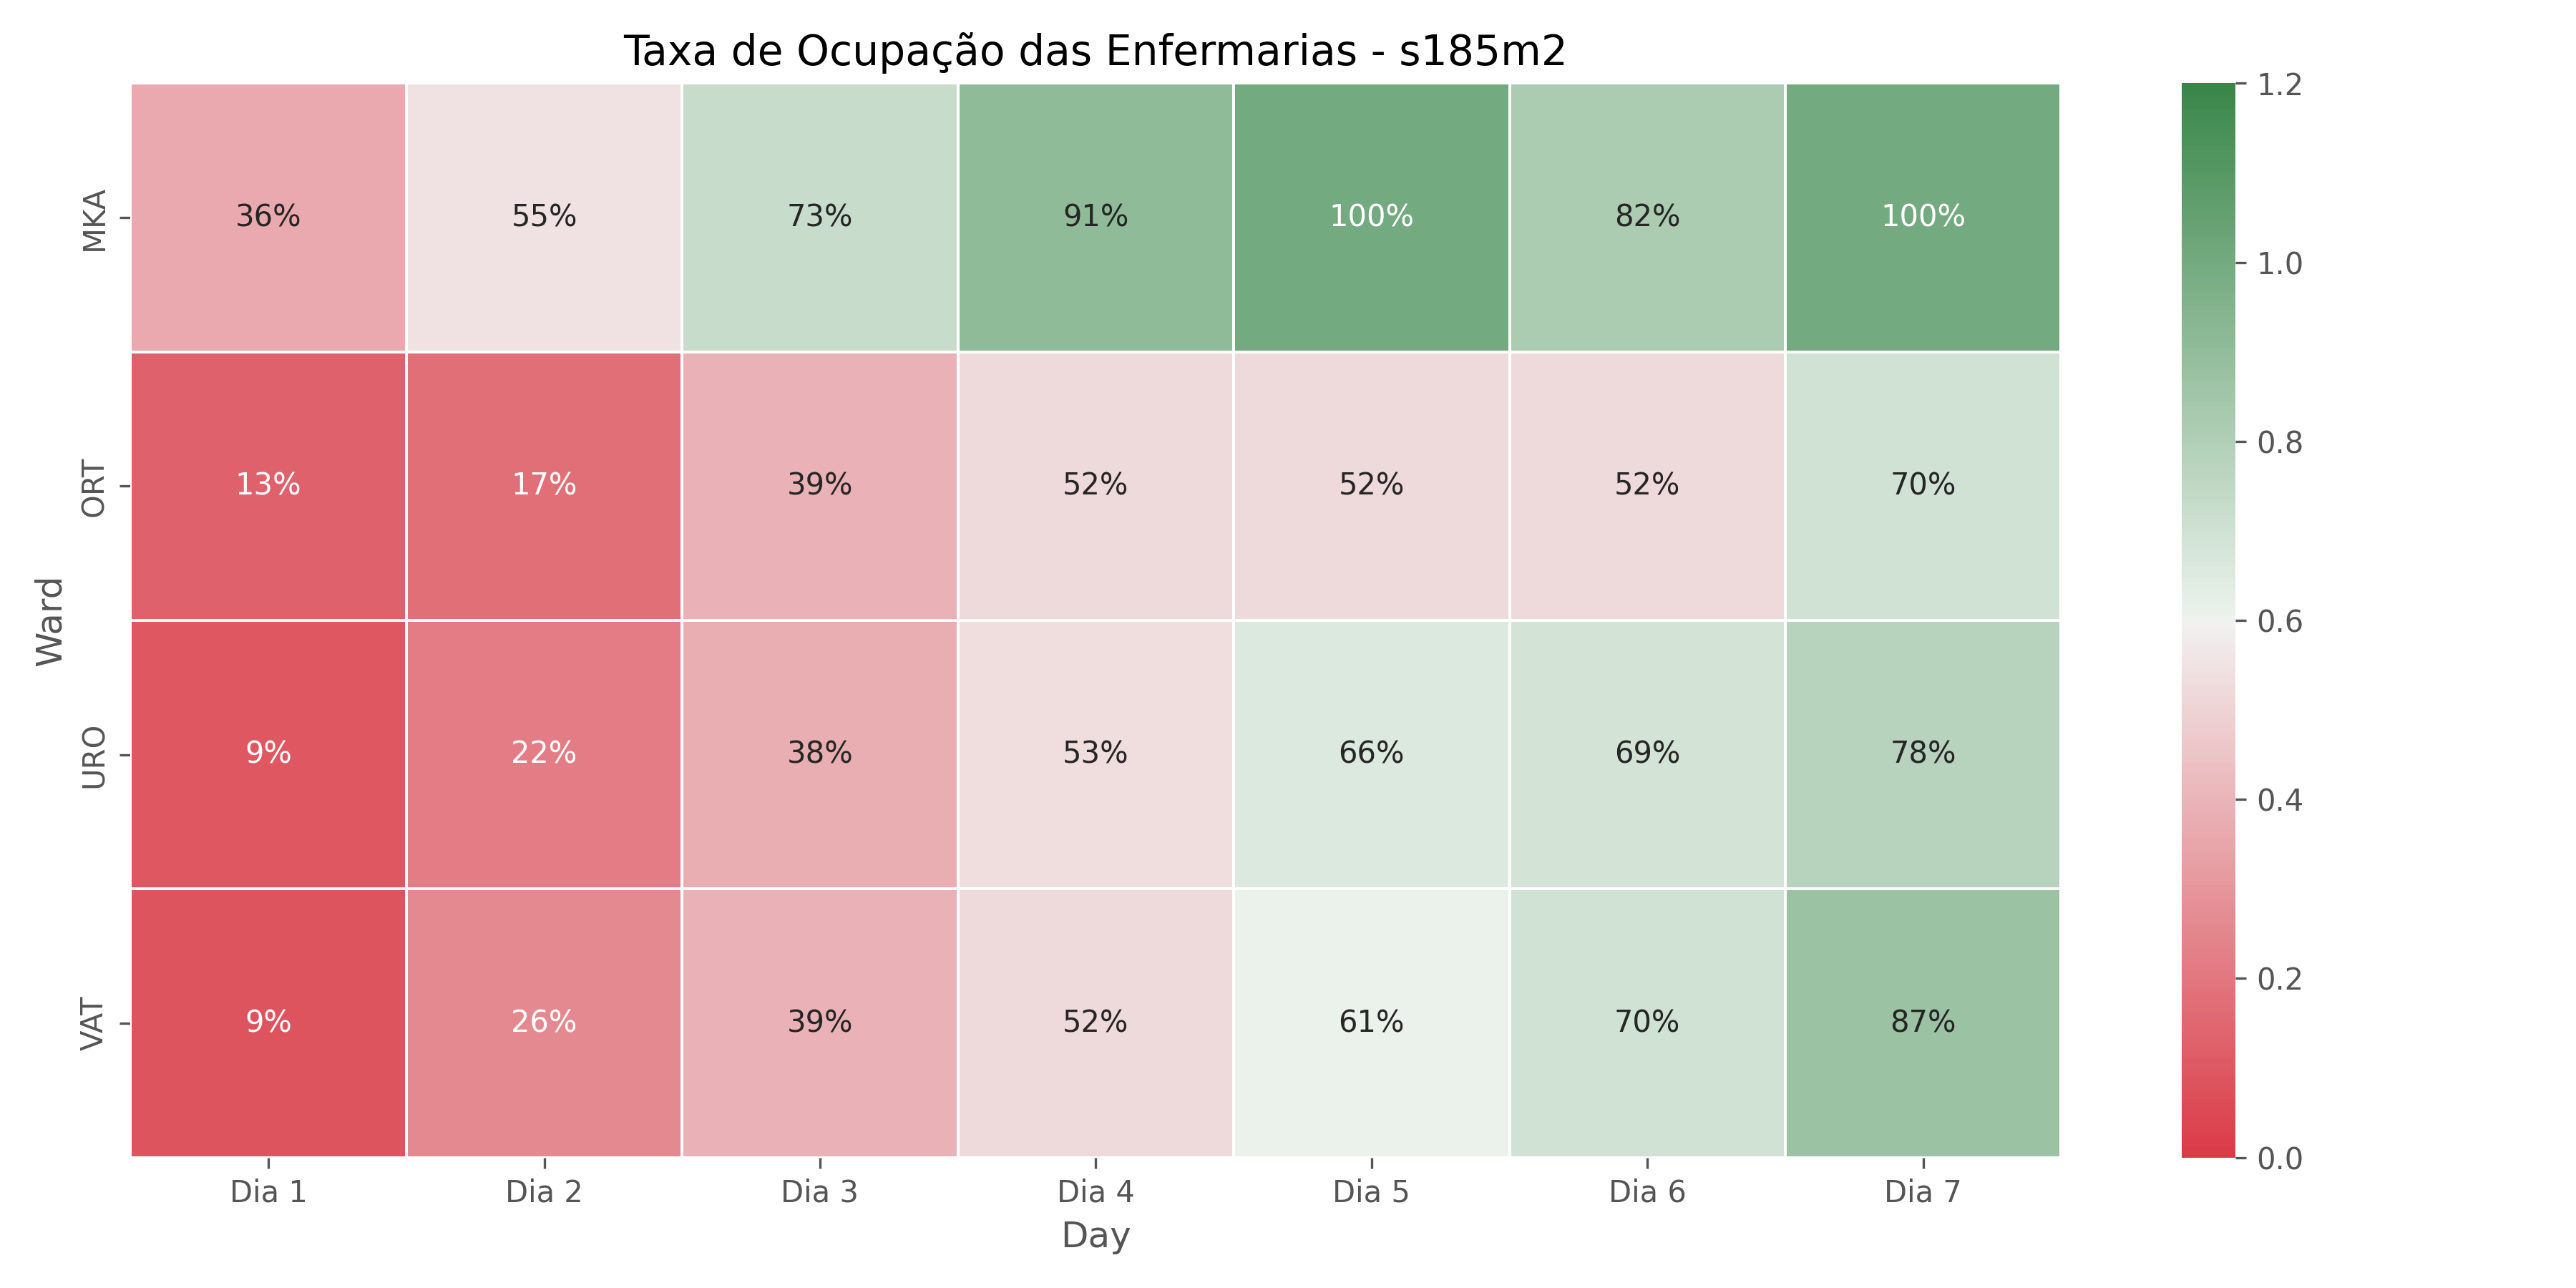 Taxa de Ocupação das Enfermarias - s185m2
Ward
MKA 36% 55% 73% 91% 100% 82% 100%
ORT 13% 17% 39% 52% 52% 52% 70%
URO 9% 22% 38% 53% 66% 69% 78%
VAT 9% 26% 39% 52% 61% 70% 87%
Dia 1 Dia 2 Dia 3 Dia 4 Dia 5 Dia 6 Dia 7
Day
1.2
1.0
0.8
0.6
0.4
0.2
0.0